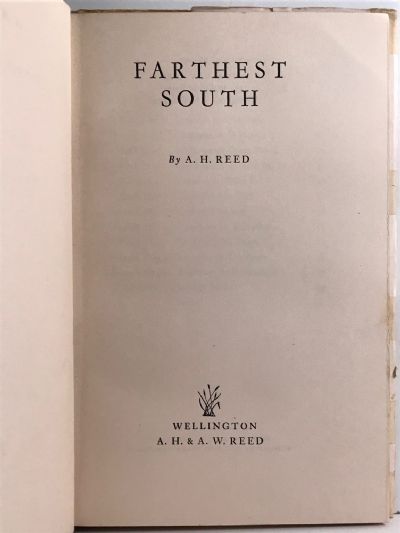 FARTHEST
SOUTH
By A. H. REED
WELLINGTON
A. H. & A. W. REED